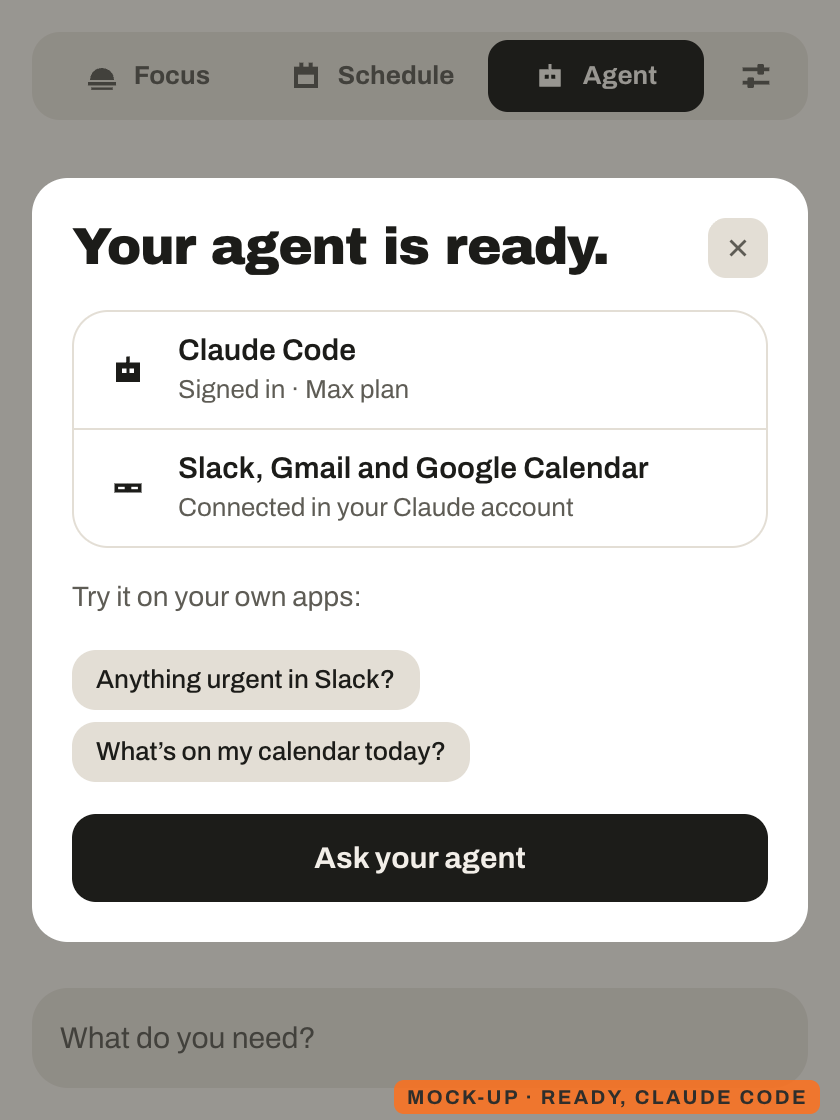 Focus
Schedule
Agent
Your agent is ready.
Claude Code
Signed in · Max plan
Slack, Gmail and Google Calendar
Connected in your Claude account
Try it on your own apps:
Anything urgent in Slack?
What’s on my calendar today?
Ask your agent
What do you need?
MOCK-UP · READY, CLAUDE CODE